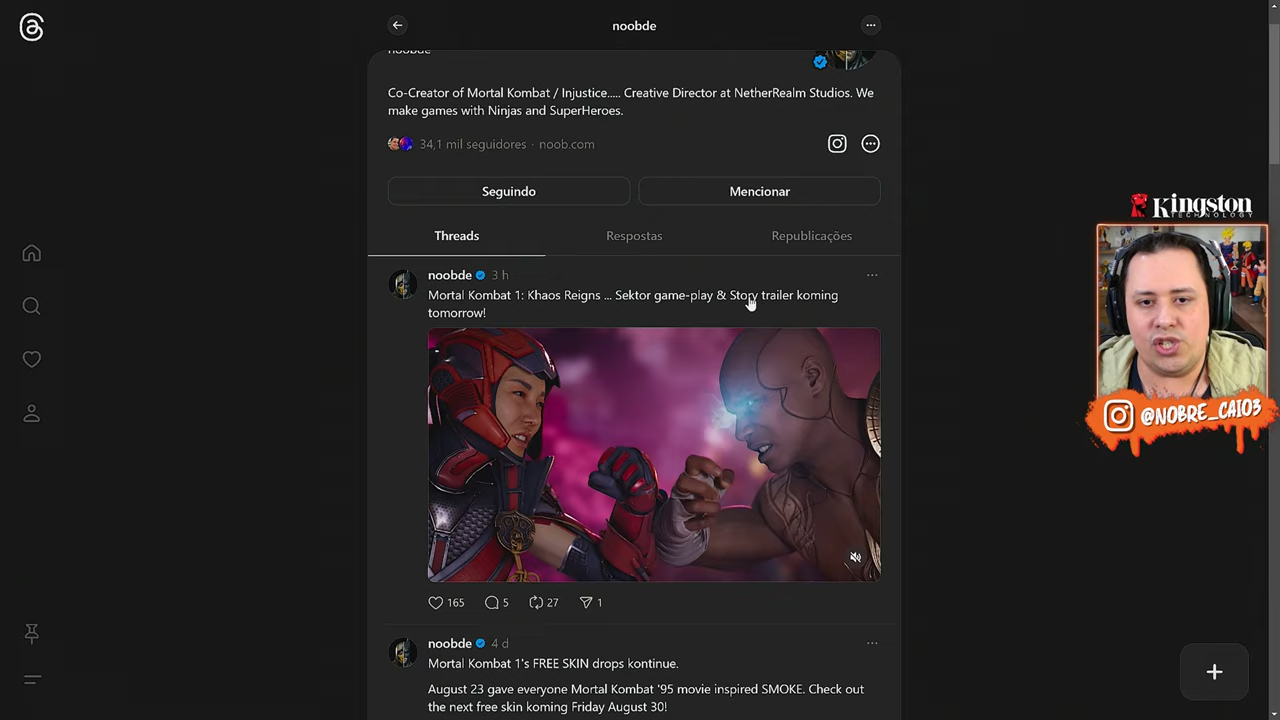 noobde
noobde
Co-Creator of Mortal Kombat / Injustice..... Creative Director at NetherRealm Studios. We
make games with Ninjas and SuperHeroes.
34,1 mil seguidores · noob.com
Seguindo
Mencionar
Threads
Respostas
Republicações
noobde 3 h
Mortal Kombat 1: Khaos Reigns ... Sektor game-play & Story trailer koming
tomorrow!
165
5
27
1
noobde 4 d
Mortal Kombat 1's FREE SKIN drops kontinue.
August 23 gave everyone Mortal Kombat '95 movie inspired SMOKE. Check out
the next free skin koming Friday August 30!
Kingston
TECHNOLOGY
@NOBRE_CAIO3